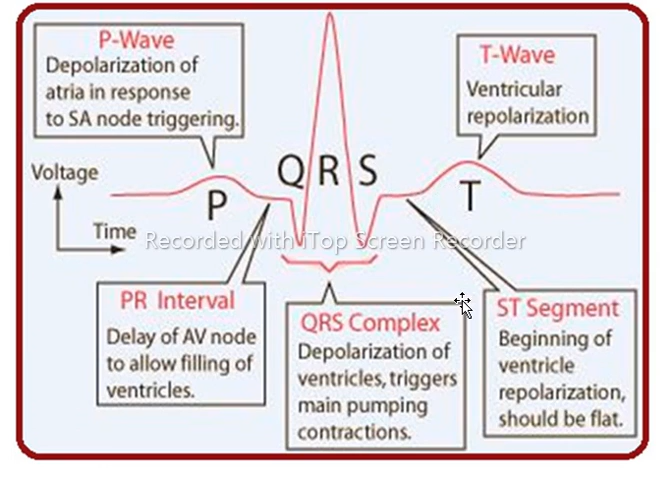 P-Wave
Depolarization of
atria in response
to SA node triggering.
T-Wave
Ventricular
repolarization
Voltage
Time
P
Q R S
T
Recorded with iTop Screen Recorder
PR Interval
Delay of AV node
to allow filling of
ventricles.
QRS Complex
Depolarization of
ventricles, triggers
main pumping
contractions.
ST Segment
Beginning of
ventricle
repolarization,
should be flat.